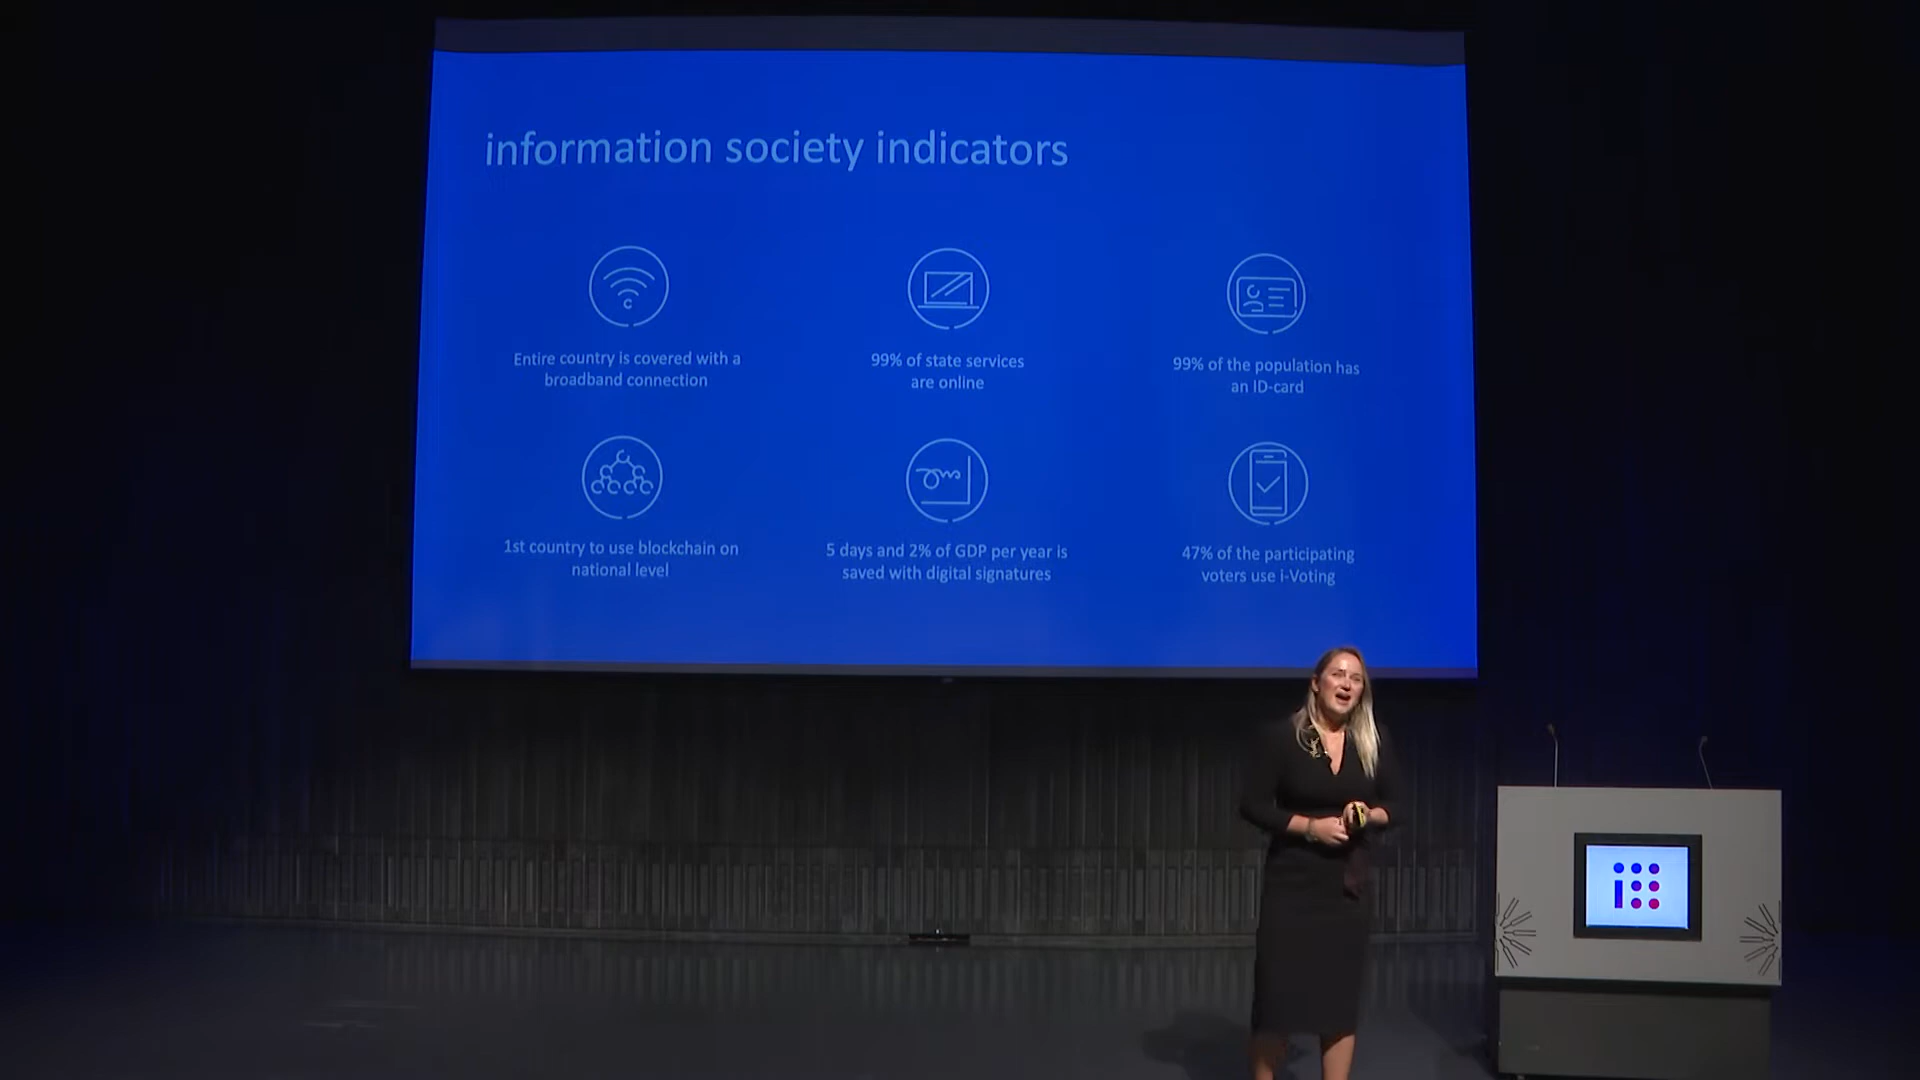 information society indicators
Entire country is covered with a
broadband connection
99% of state services
are online
99% of the population has
an ID-card
1st country to use blockchain on
national level
5 days and 2% of GDP per year is
saved with digital signatures
47% of the participating
voters use i-Voting